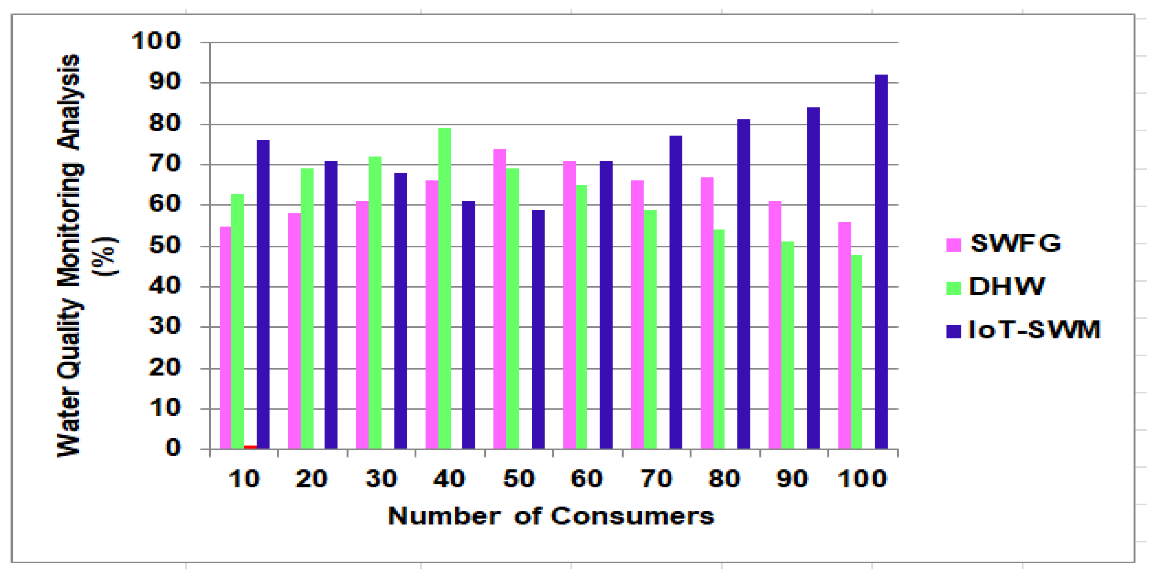 Water Quality Monitoring Analysis
(%)
100
90
80
70
60
50
40
30
20
10
0
10 20 30 40 50 60 70 80 90 100
Number of Consumers
SWFG
DHW
IoT-SWM